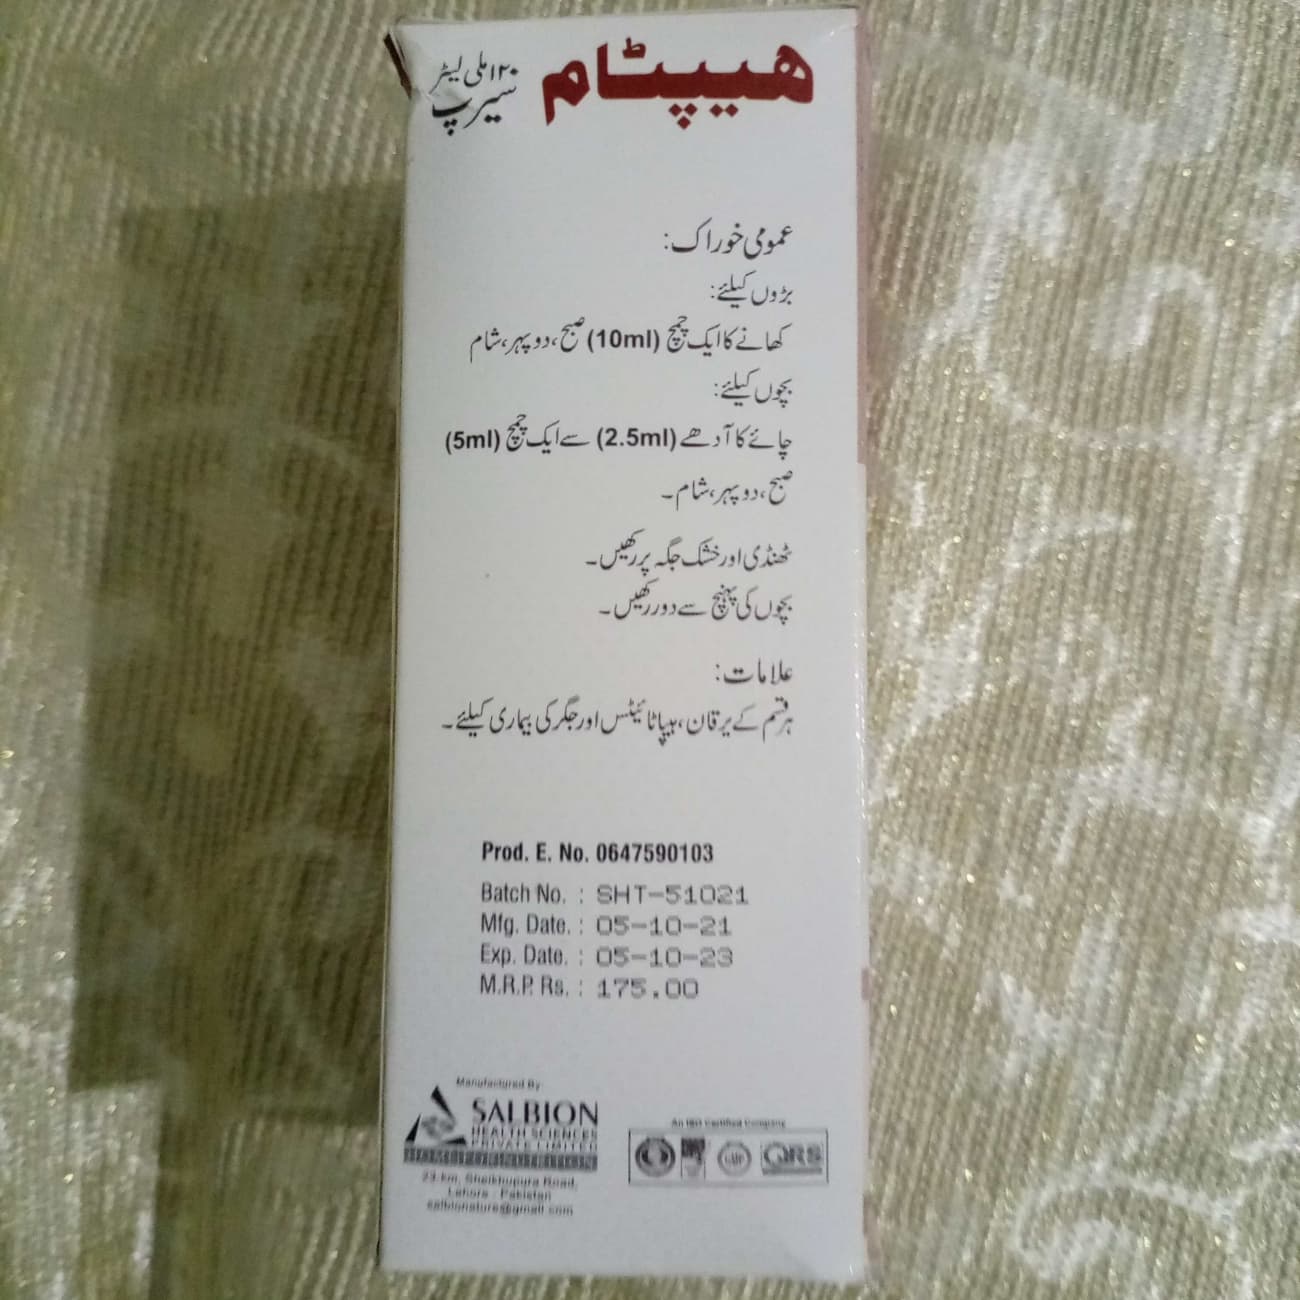 ہیپٹام
۱۲۰ ملی لیٹر
سیرپ
عمومی خوراک:
بڑوں کیلئے:
کھانے کا ایک چمچ (10ml) صبح، دوپہر، شام
بچوں کیلئے:
چائے کا آدھے (2.5ml) سے ایک چمچ (5ml)
صبح، دوپہر، شام۔
ٹھنڈی اور خشک جگہ پر رکھیں۔
بچوں کی پہنچ سے دور رکھیں۔
علامات:
ہر قسم کے یرقان، ہیپاٹائیٹس اور جگر کی بیماری کیلئے۔
Prod. E. No. 0647590103
Batch No. : SHT-51021
Mfg. Date. : 05-10-21
Exp. Date. : 05-10-23
M.R.P. Rs. : 175.00
Manufactured By
SALBION
HEALTH SCIENCES
PRIVATE LIMITED
23-km, Sheikhupura Road,
Lahore - Pakistan
salbionature@gmail.com
An ISO Certified Company
GMP
QRS